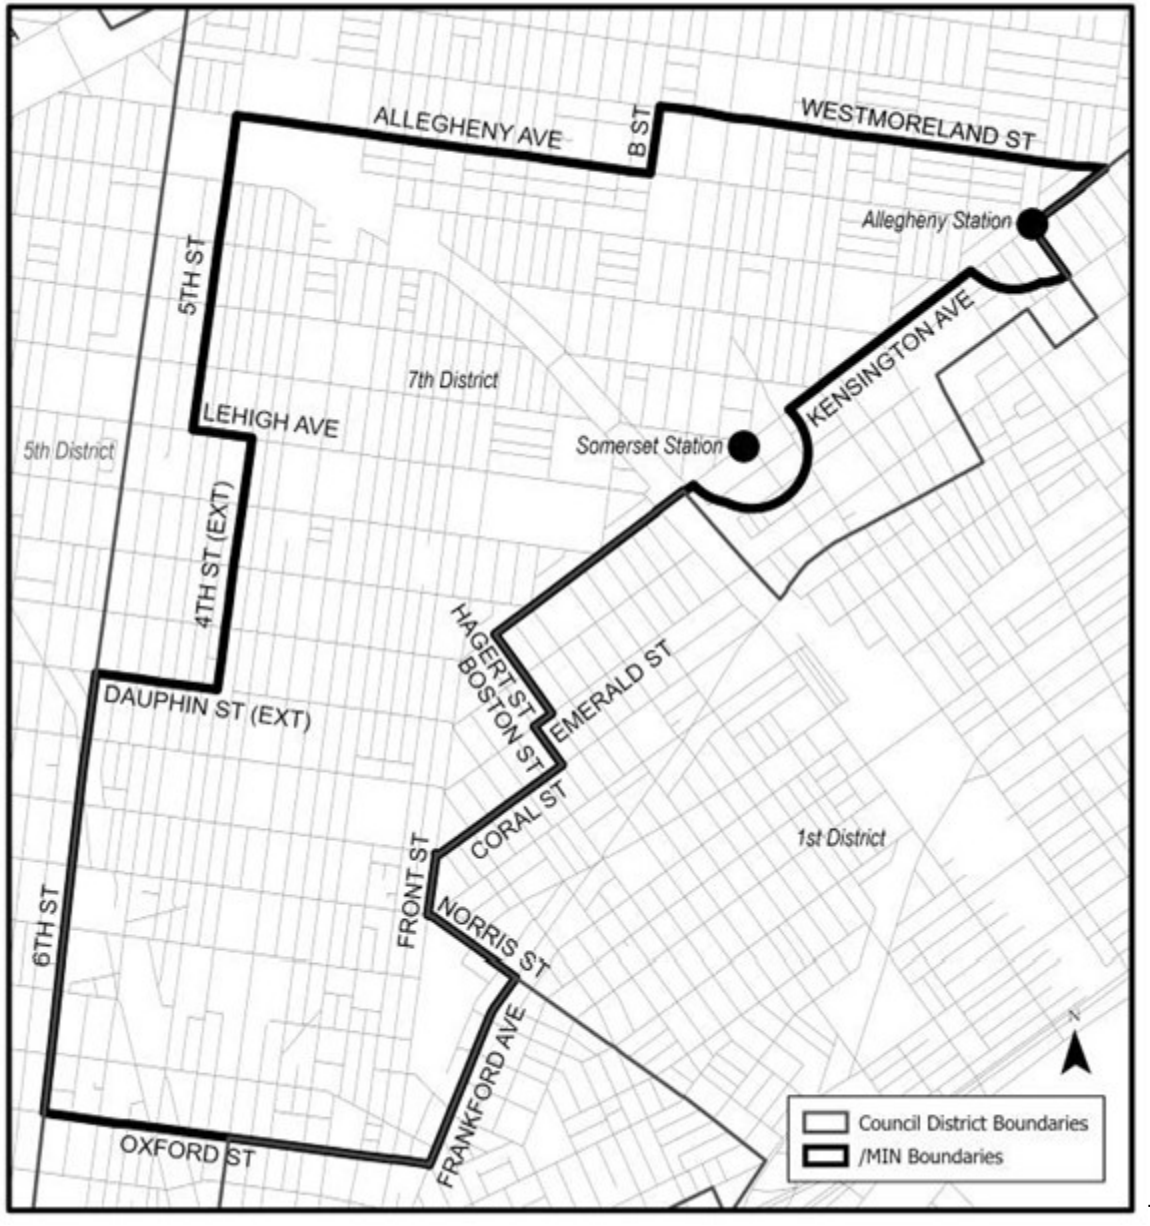 ALLEGHENY AVE
B ST
WESTMORELAND ST
Allegheny Station
5TH ST
KENSINGTON AVE
7th District
LEHIGH AVE
5th District
Somerset Station
4TH ST (EXT)
HAGERT ST
BOSTON ST
EMERALD ST
DAUPHIN ST (EXT)
CORAL ST
1st District
FRONT ST
NORRIS ST
6TH ST
FRANKFORD AVE
N
OXFORD ST
Council District Boundaries
/MIN Boundaries